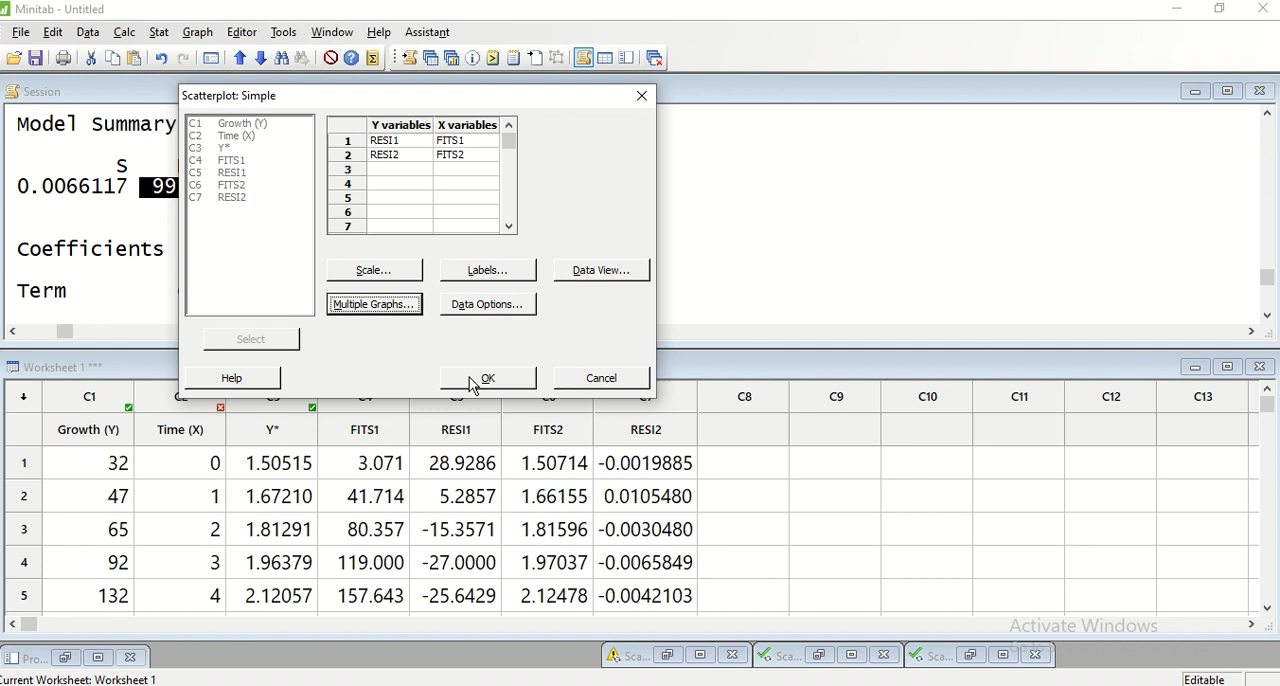 Minitab - Untitled
File Edit Data Calc Stat Graph Editor Tools Window Help Assistant
Session
Model Summary
S
0.0066117 99
Coefficients
Term
Scatterplot: Simple
C1 Growth (Y)
C2 Time (X)
C3 Y*
C4 FITS1
C5 RESI1
C6 FITS2
C7 RESI2
Y variables X variables
1 RESI1 FITS1
2 RESI2 FITS2
3
4
5
6
7
Scale... Labels... Data View...
Multiple Graphs... Data Options...
Select
Help OK Cancel
Worksheet 1 ***
C1 C8 C9 C10 C11 C12 C13
Growth (Y) Time (X) Y* FITS1 RESI1 FITS2 RESI2
1 32 0 1.50515 3.071 28.9286 1.50714 -0.0019885
2 47 1 1.67210 41.714 5.2857 1.66155 0.0105480
3 65 2 1.81291 80.357 -15.3571 1.81596 -0.0030480
4 92 3 1.96379 119.000 -27.0000 1.97037 -0.0065849
5 132 4 2.12057 157.643 -25.6429 2.12478 -0.0042103
Activate Windows
Pro... Sca... Sca... Sca...
Current Worksheet: Worksheet 1 Editable